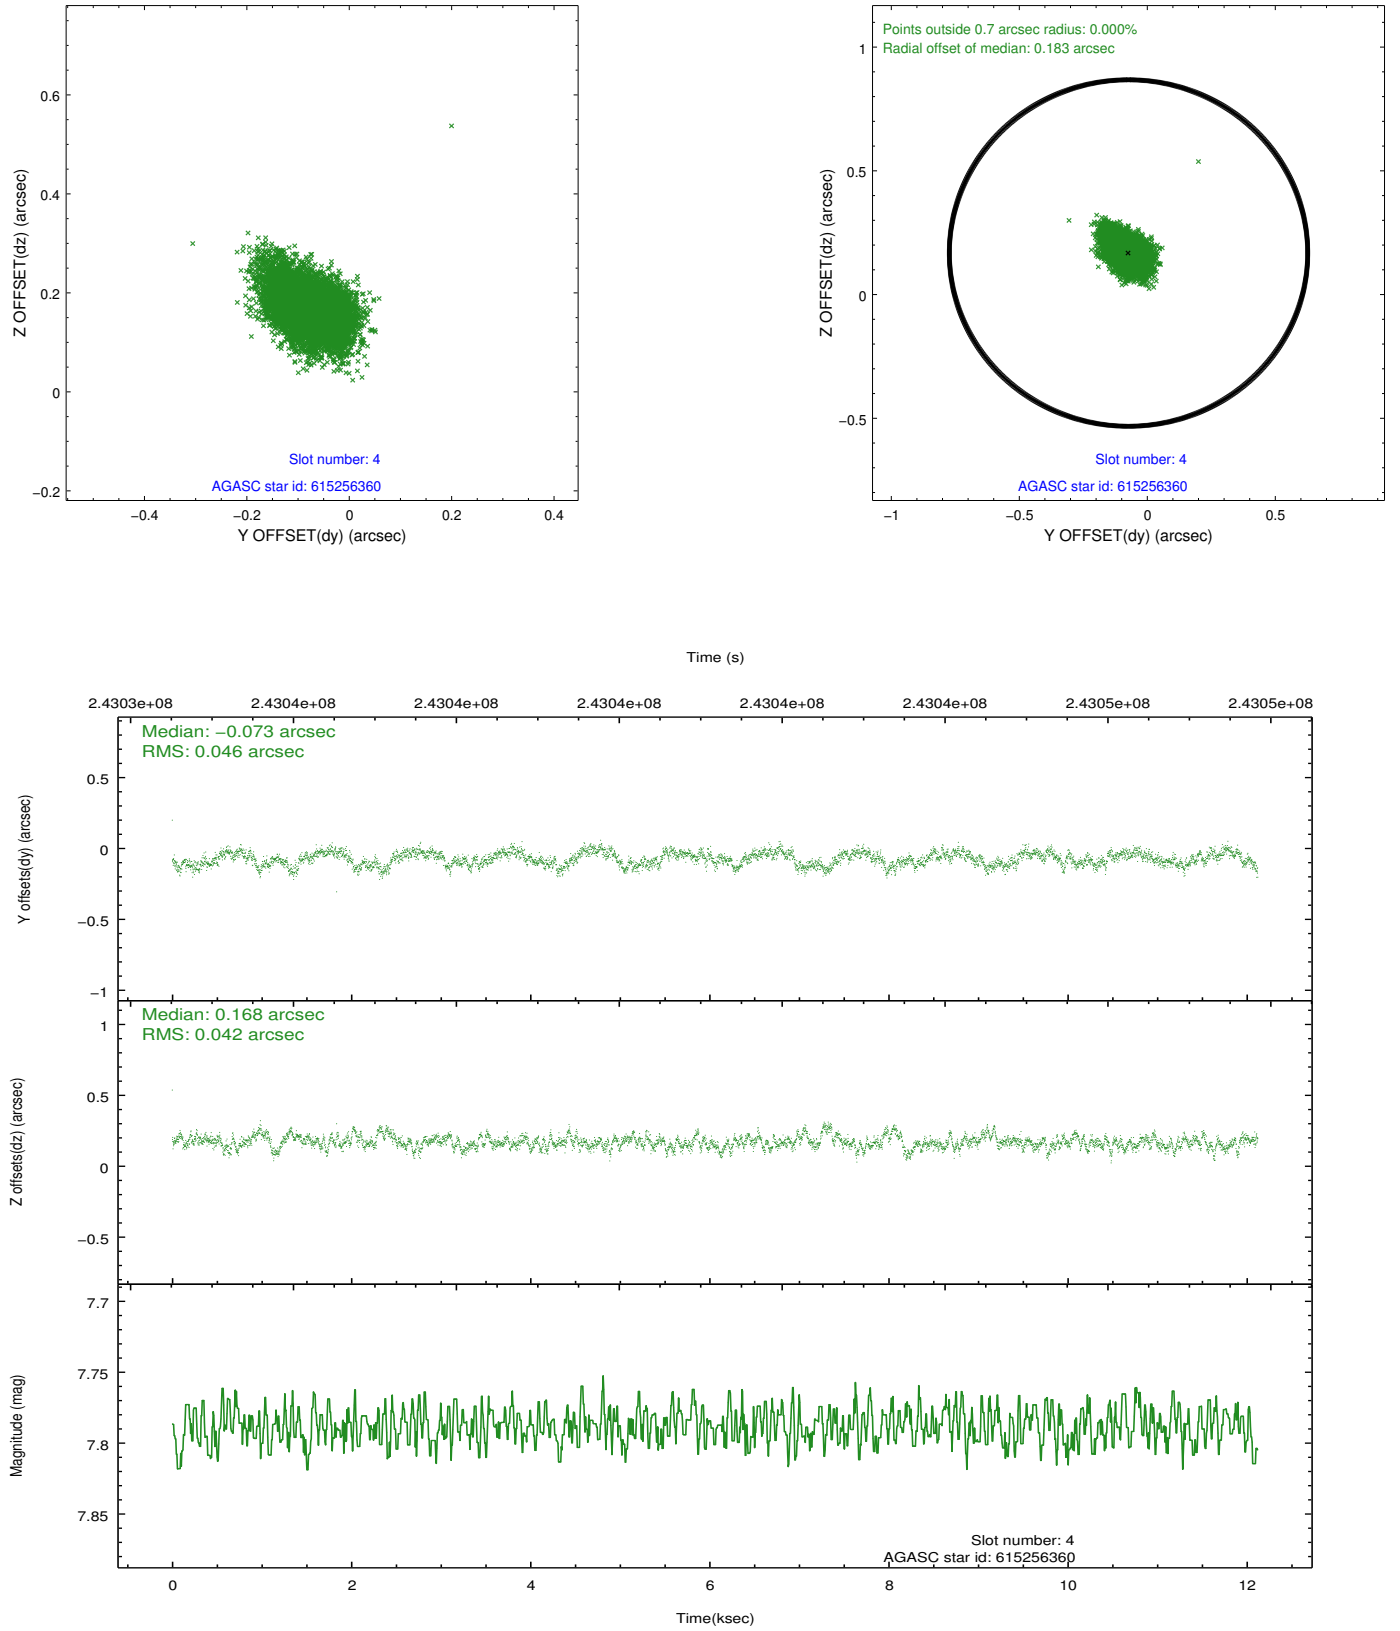 0.6
0.4
0.2
0
−0.2
Z OFFSET(dz) (arcsec)
Slot number: 4
AGASC star id: 615256360
−0.4
−0.2
0
0.2
0.4
Y OFFSET(dy) (arcsec)
Points outside 0.7 arcsec radius: 0.000%
Radial offset of median: 0.183 arcsec
1
0.5
0
−0.5
Z OFFSET(dz) (arcsec)
Slot number: 4
AGASC star id: 615256360
−1
−0.5
0
0.5
Y OFFSET(dy) (arcsec)
Time (s)
2.4303e+08
2.4304e+08
2.4304e+08
2.4304e+08
2.4304e+08
2.4304e+08
2.4305e+08
2.4305e+08
Median: −0.073 arcsec
RMS: 0.046 arcsec
0.5
0
−0.5
−1
Y offsets(dy) (arcsec)
Median: 0.168 arcsec
RMS: 0.042 arcsec
1
0.5
0
−0.5
Z offsets(dz) (arcsec)
7.7
7.75
7.8
7.85
Magnitude (mag)
Slot number: 4
AGASC star id: 615256360
0
2
4
6
8
10
12
Time(ksec)